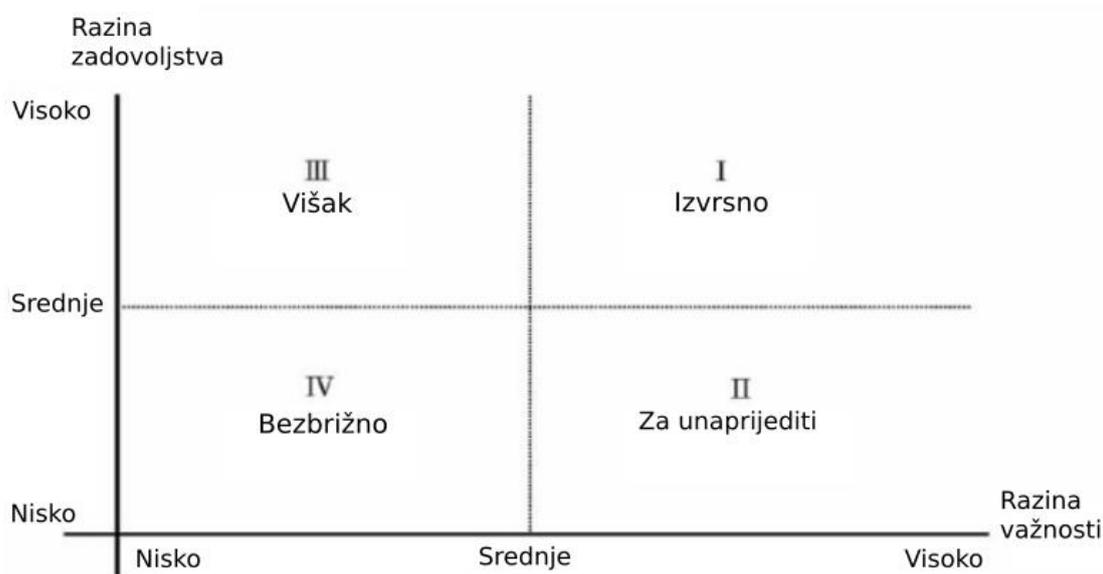 Razina
zadovoljstva
Visoko
III
Višak
I
Izvrsno
Srednje
IV
Bezbrižno
II
Za unaprijediti
Nisko
Razina
važnosti
Nisko
Srednje
Visoko